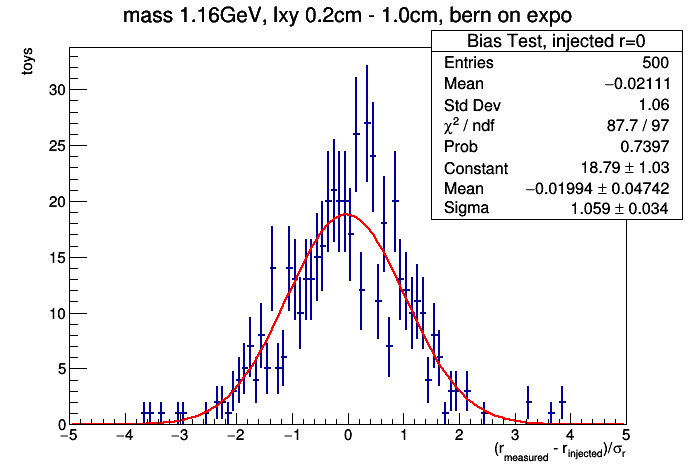 mass 1.16GeV, lxy 0.2cm - 1.0cm, bern on expo
Bias Test, injected r=0
Entries 500
Mean −0.02111
Std Dev 1.06
χ² / ndf 87.7 / 97
Prob 0.7397
Constant 18.79 ± 1.03
Mean −0.01994 ± 0.04742
Sigma 1.059 ± 0.034
toys
30
25
20
15
10
5
0
−5 −4 −3 −2 −1 0 1 2 3 4 5
(r_measured - r_injected)/σ_r